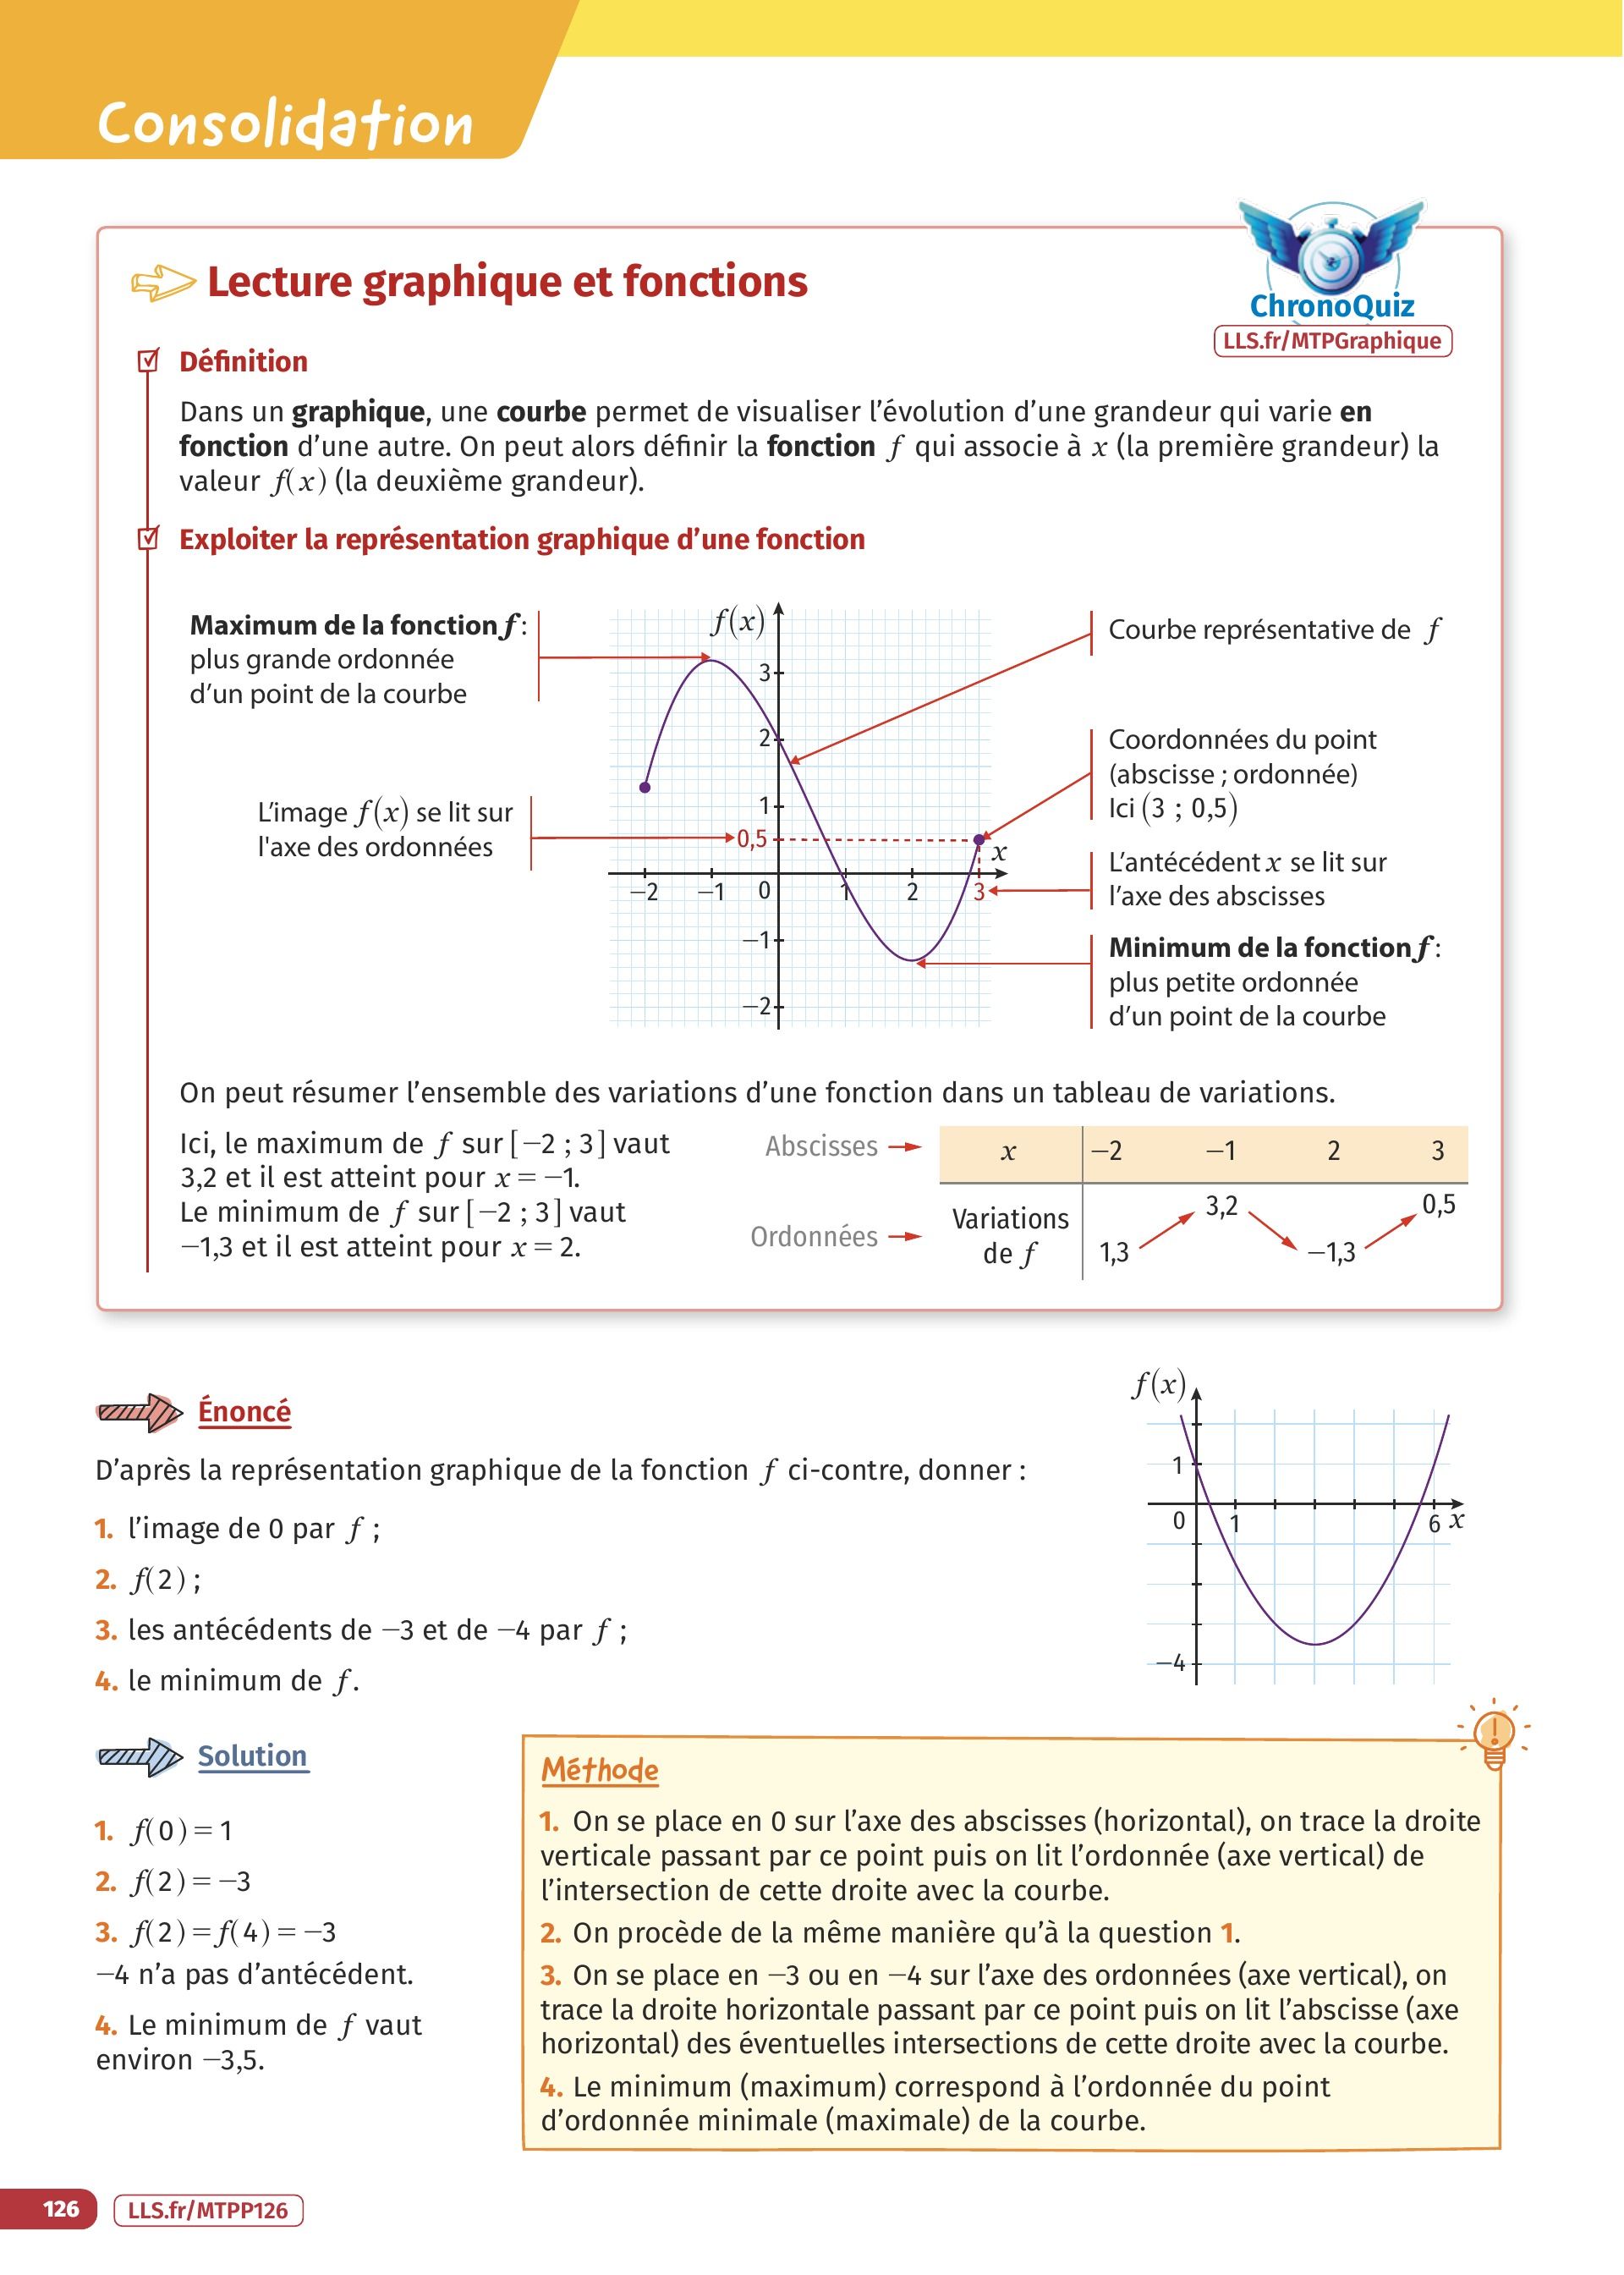 Consolidation
Lecture graphique et fonctions
ChronoQuiz
LLS.fr/MTPGraphique
Définition
Dans un graphique, une courbe permet de visualiser l’évolution d’une grandeur qui varie en
fonction d’une autre. On peut alors définir la fonction f qui associe à x (la première grandeur) la
valeur f(x) (la deuxième grandeur).
Exploiter la représentation graphique d’une fonction
Maximum de la fonction f :
plus grande ordonnée
d’un point de la courbe
L’image f(x) se lit sur
l'axe des ordonnées
f(x)
3
2
1
0,5
x
−2 −1 0 1 2 3
−1
−2
Courbe représentative de f
Coordonnées du point
(abscisse ; ordonnée)
Ici (3 ; 0,5)
L’antécédent x se lit sur
l’axe des abscisses
Minimum de la fonction f :
plus petite ordonnée
d’un point de la courbe
On peut résumer l’ensemble des variations d’une fonction dans un tableau de variations.
Ici, le maximum de f sur [−2 ; 3] vaut
3,2 et il est atteint pour x = −1.
Le minimum de f sur [−2 ; 3] vaut
−1,3 et il est atteint pour x = 2.
Abscisses
Ordonnées
x −2 −1 2 3
Variations
de f
1,3 3,2 −1,3 0,5
Énoncé
D’après la représentation graphique de la fonction f ci-contre, donner :
1. l’image de 0 par f ;
2. f(2) ;
3. les antécédents de −3 et de −4 par f ;
4. le minimum de f.
f(x)
1
0 1 6 x
−4
Solution
1. f(0) = 1
2. f(2) = −3
3. f(2) = f(4) = −3
−4 n’a pas d’antécédent.
4. Le minimum de f vaut
environ −3,5.
Méthode
1. On se place en 0 sur l’axe des abscisses (horizontal), on trace la droite
verticale passant par ce point puis on lit l’ordonnée (axe vertical) de
l’intersection de cette droite avec la courbe.
2. On procède de la même manière qu’à la question 1.
3. On se place en −3 ou en −4 sur l’axe des ordonnées (axe vertical), on
trace la droite horizontale passant par ce point puis on lit l’abscisse (axe
horizontal) des éventuelles intersections de cette droite avec la courbe.
4. Le minimum (maximum) correspond à l’ordonnée du point
d’ordonnée minimale (maximale) de la courbe.
126
LLS.fr/MTPP126